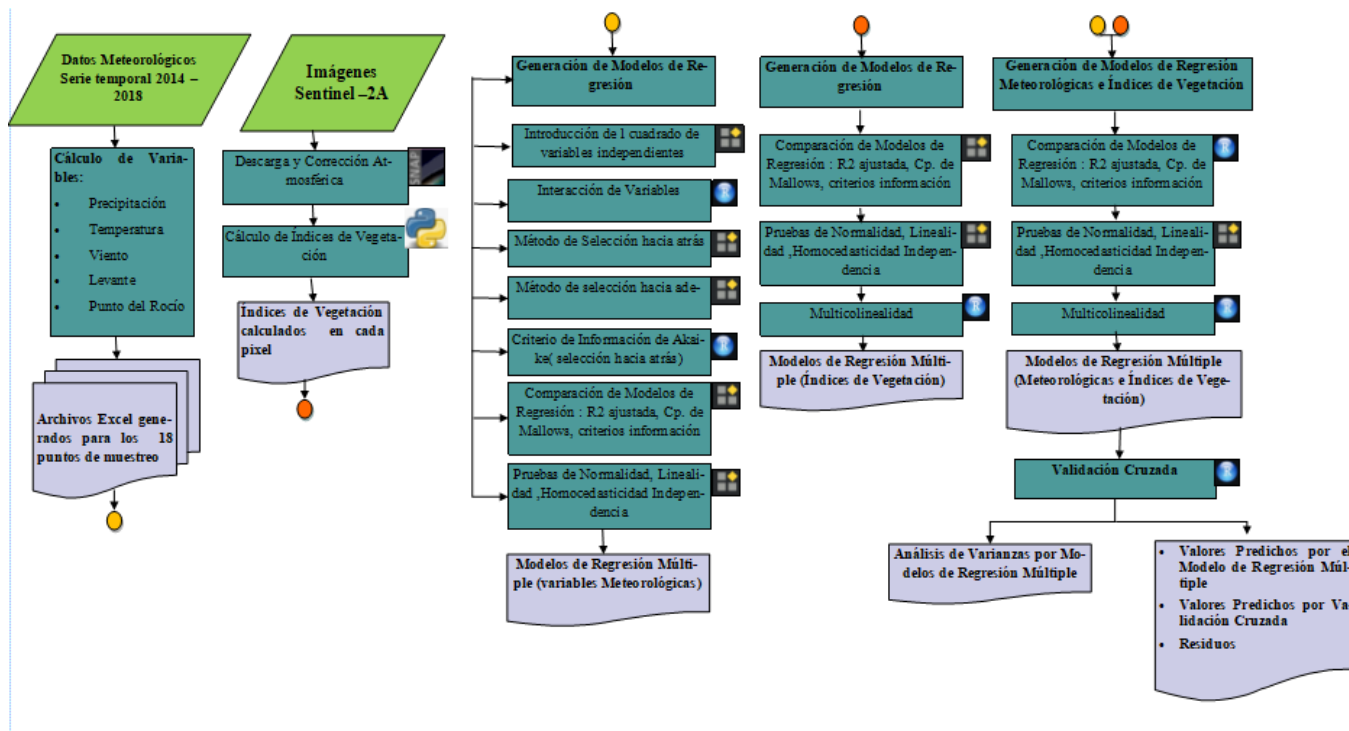 Datos Meteorológicos
Serie temporal 2014 –
2018
Cálculo de Varia-
bles:
• Precipitación
• Temperatura
• Viento
• Levante
• Punto del Rocío
Archivos Excel gene-
rados para los 18
puntos de muestreo
Imágenes
Sentinel –2A
Descarga y Corrección At-
mosférica
SNAP
Cálculo de Índices de Vegeta-
ción
Índices de Vegetación
calculados en cada
pixel
Generación de Modelos de Re-
gresión
Introducción de l cuadrado de
variables independientes
Interacción de Variables
R
Método de Selección hacia atrás
Método de selección hacia ade-
Criterio de Información de Akai-
ke( selección hacia atrás)
R
Comparación de Modelos de
Regresión : R2 ajustada, Cp. de
Mallows, criterios información
Pruebas de Normalidad, Lineali-
dad ,Homocedasticidad Indepen-
dencia
Modelos de Regresión Múlti-
ple (variables Meteorológicas)
Generación de Modelos de Re-
gresión
Comparación de Modelos de
Regresión : R2 ajustada, Cp. de
Mallows, criterios información
Pruebas de Normalidad, Lineali-
dad ,Homocedasticidad Indepen-
dencia
Multicolinealidad
R
Modelos de Regresión Múlti-
ple (Índices de Vegetación)
Generación de Modelos de Regresión
Meteorológicas e Índices de Vegetación
Comparación de Modelos de
Regresión : R2 ajustada, Cp. de
Mallows, criterios información
R
Pruebas de Normalidad, Lineali-
dad ,Homocedasticidad Indepen-
dencia
Multicolinealidad
R
Modelos de Regresión Múltiple
(Meteorológicas e Índices de Vege-
tación)
Validación Cruzada
R
Análisis de Varianzas por Mo-
delos de Regresión Múltiple
• Valores Predichos por el
Modelo de Regresión Múl-
tiple
• Valores Predichos por Va-
lidación Cruzada
• Residuos